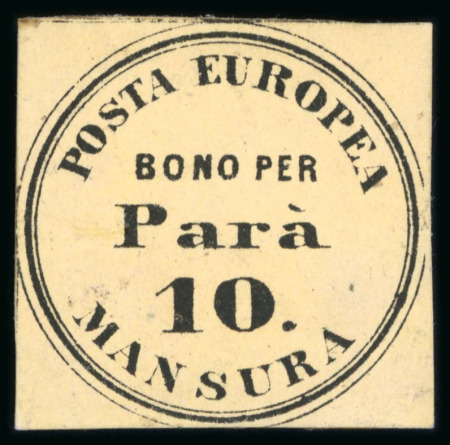 POSTA EUROPEA
BONO PER
Parà
10.
MANSURA